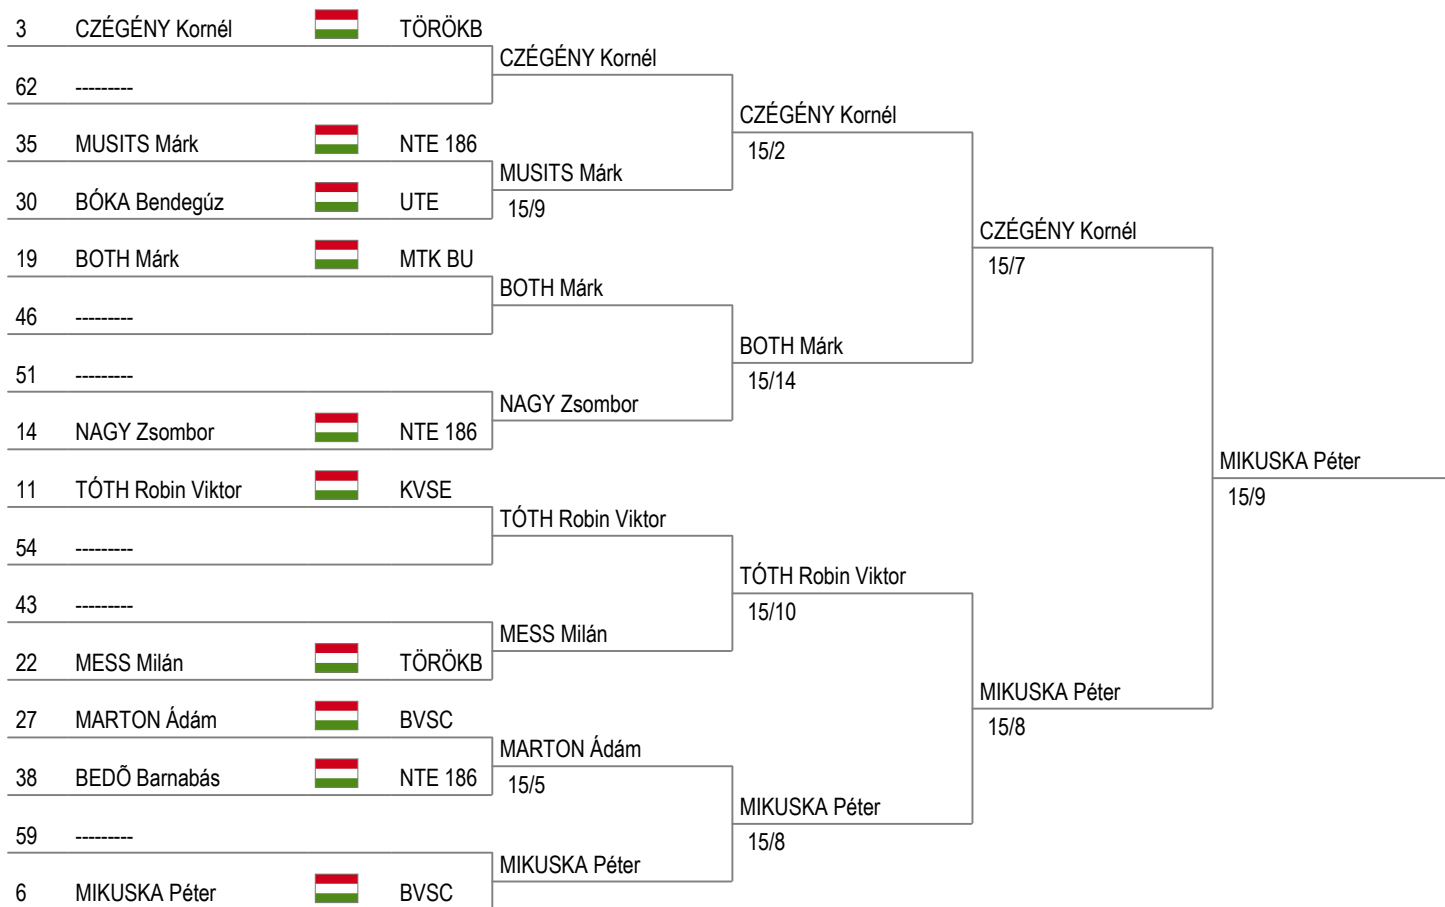 3 CZÉGÉNY Kornél TÖRÖKB
CZÉGÉNY Kornél
62 ---------
CZÉGÉNY Kornél
15/2
35 MUSITS Márk NTE 186
MUSITS Márk
15/9
30 BÓKA Bendegúz UTE
CZÉGÉNY Kornél
15/7
19 BOTH Márk MTK BU
BOTH Márk
46 ---------
BOTH Márk
15/14
51 ---------
NAGY Zsombor
14 NAGY Zsombor NTE 186
MIKUSKA Péter
15/9
11 TÓTH Robin Viktor KVSE
TÓTH Robin Viktor
54 ---------
TÓTH Robin Viktor
15/10
43 ---------
MESS Milán
22 MESS Milán TÖRÖKB
MIKUSKA Péter
15/8
27 MARTON Ádám BVSC
MARTON Ádám
15/5
38 BEDÕ Barnabás NTE 186
MIKUSKA Péter
15/8
59 ---------
MIKUSKA Péter
6 MIKUSKA Péter BVSC